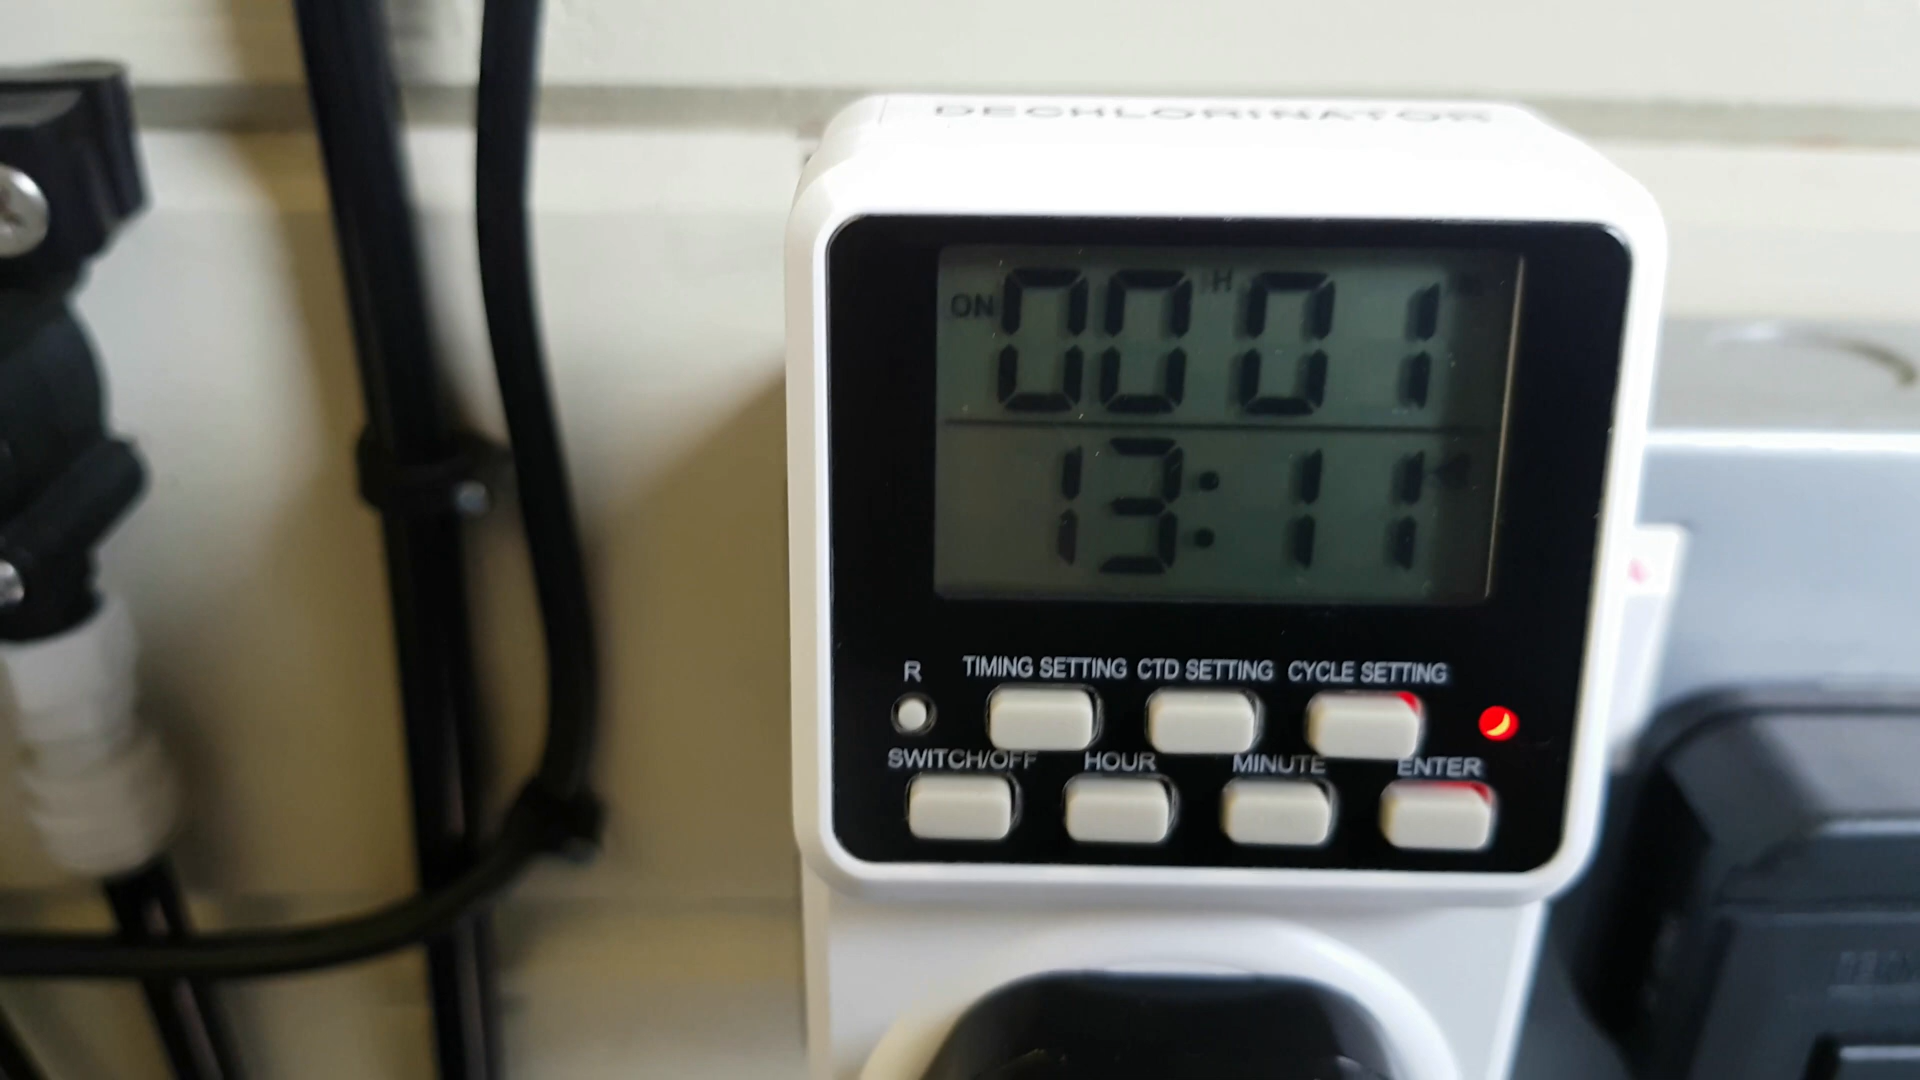 DECHLORINATOR
ON 00 H 01
13:11
R TIMING SETTING CTD SETTING CYCLE SETTING
SWITCH/OFF HOUR MINUTE ENTER